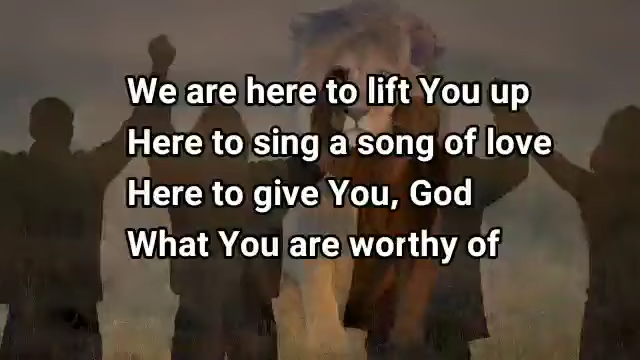 We are here to lift You up
Here to sing a song of love
Here to give You, God
What You are worthy of